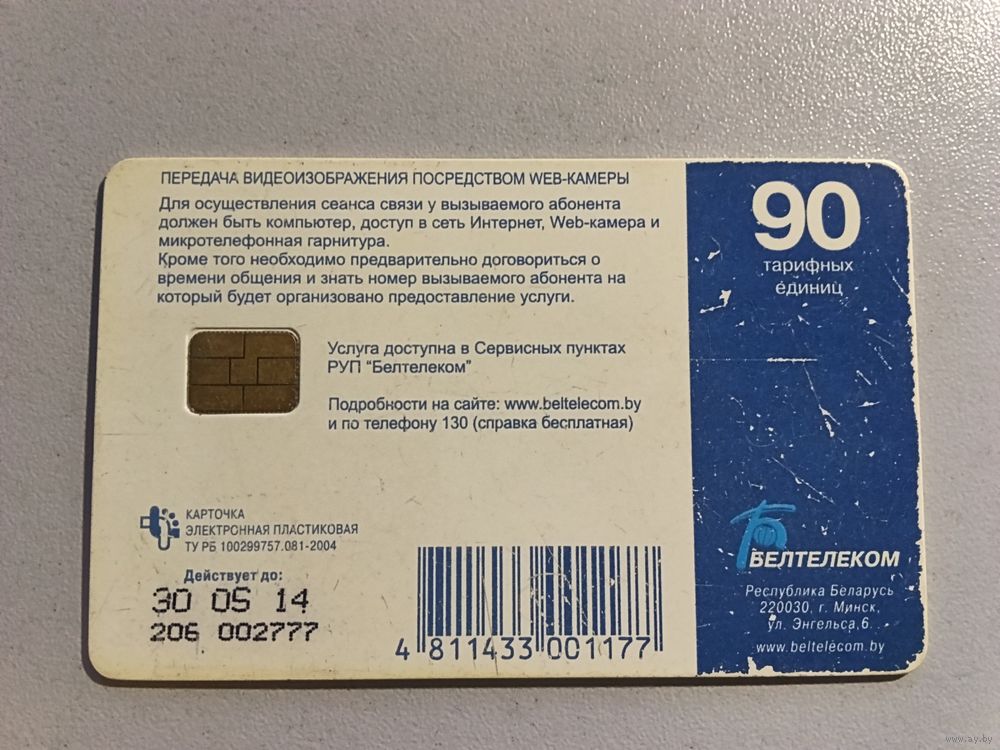 ПЕРЕДАЧА ВИДЕОИЗОБРАЖЕНИЯ ПОСРЕДСТВОМ WEB-КАМЕРЫ
Для осуществления сеанса связи у вызываемого абонента
должен быть компьютер, доступ в сеть Интернет, Web-камера и
микротелефонная гарнитура.
Кроме того необходимо предварительно договориться о
времени общения и знать номер вызываемого абонента на
который будет организовано предоставление услуги.
Услуга доступна в Сервисных пунктах
РУП "Белтелеком"
Подробности на сайте: www.beltelecom.by
и по телефону 130 (справка бесплатная)
90
тарифных
единиц
КАРТОЧКА
ЭЛЕКТРОННАЯ ПЛАСТИКОВАЯ
ТУ РБ 100299757.081-2004
Действует до:
30 05 14
206 002777
4 811433 001177
БЕЛТЕЛЕКОМ
Республика Беларусь
220030, г. Минск,
ул. Энгельса,6.
www.beltelecom.by
www.ay.by